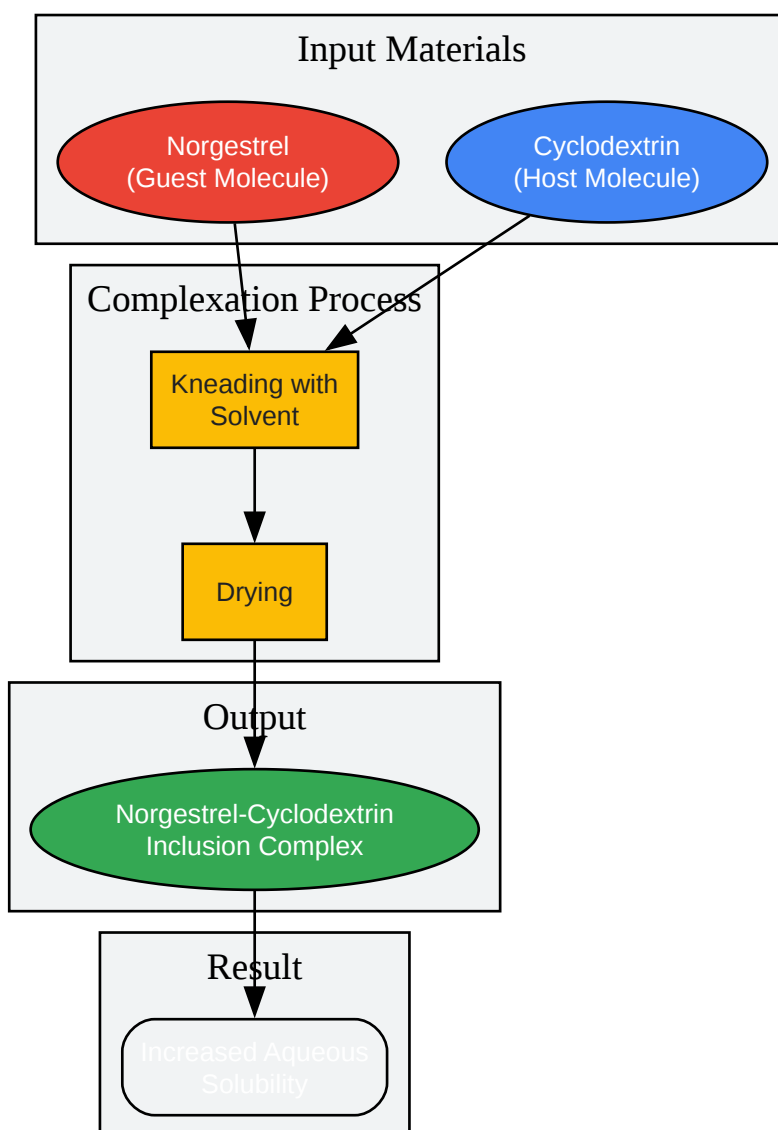 Input Materials
Norgestrel
(Guest Molecule)
Cyclodextrin
(Host Molecule)
Complexation Process
Kneading with
Solvent
Drying
Output
Norgestrel-Cyclodextrin
Inclusion Complex
Result
Increased Aqueous
Solubility